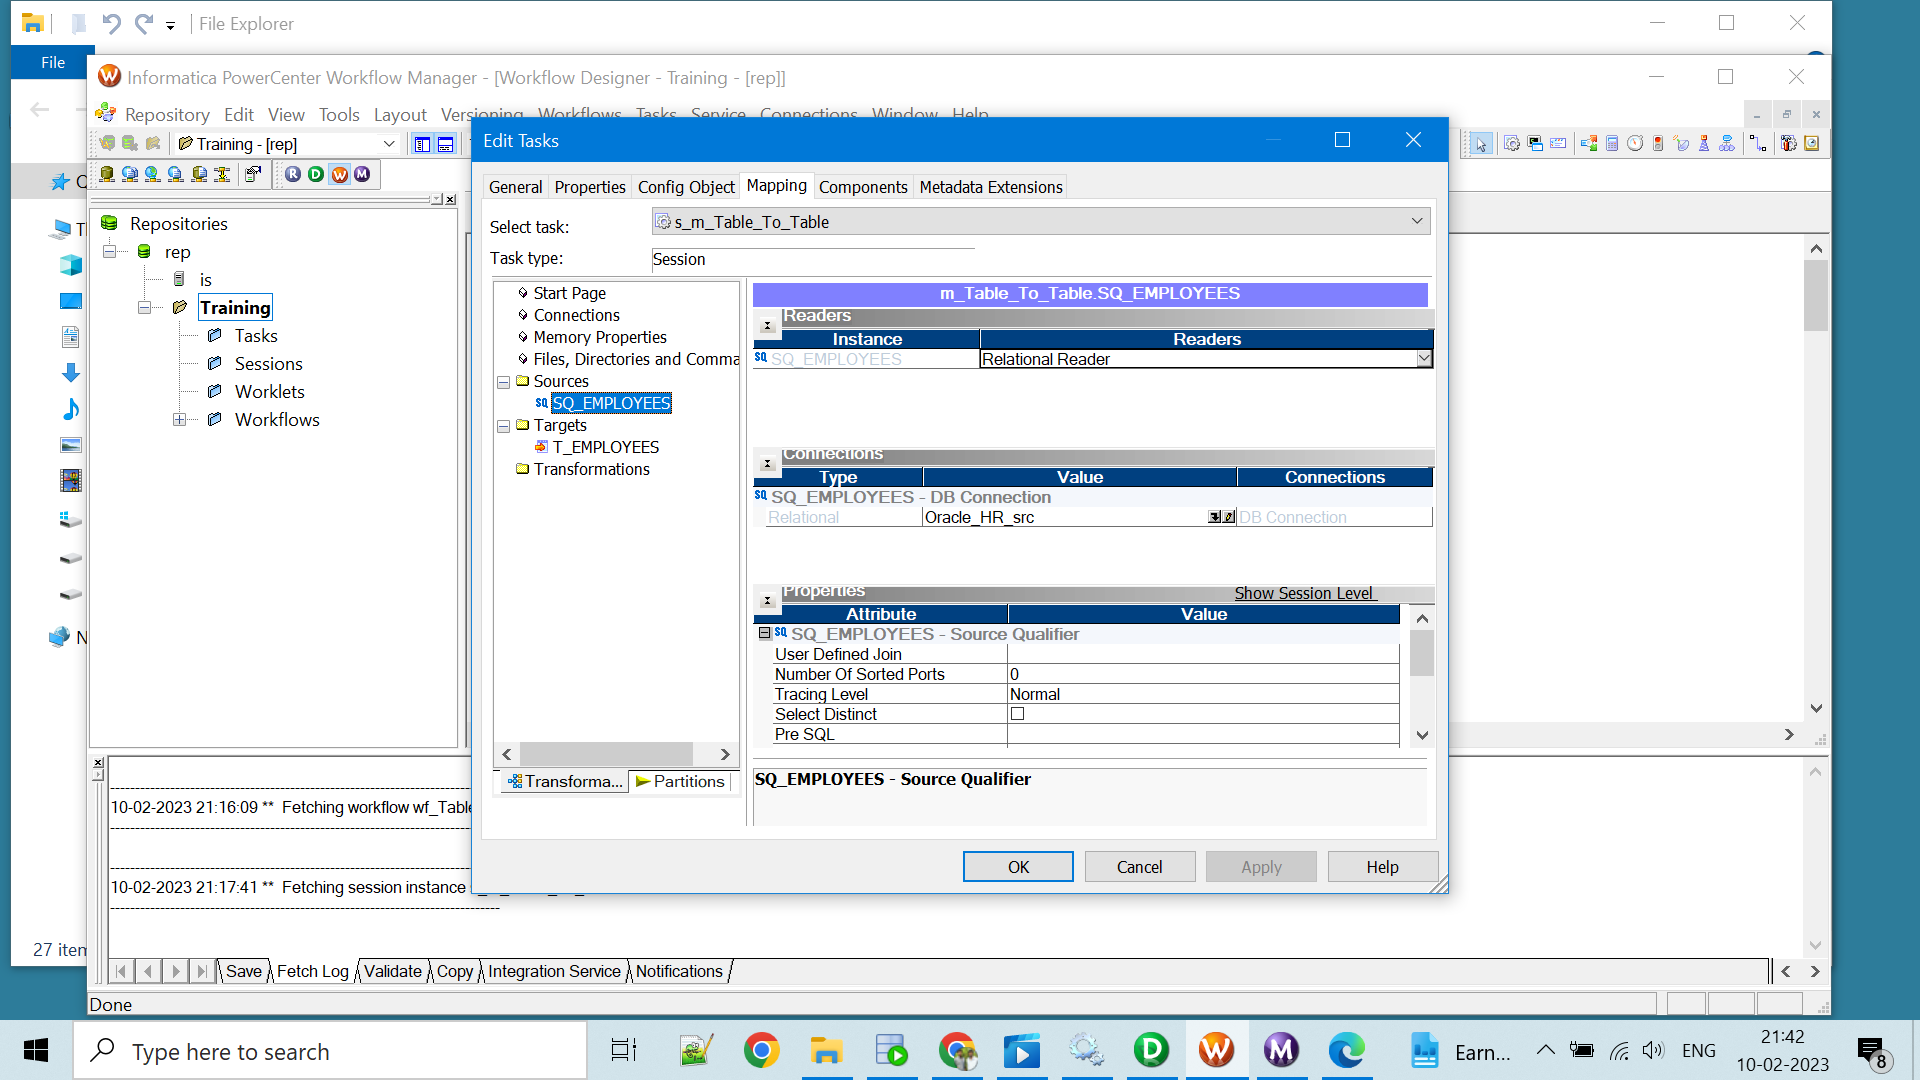 File Explorer
File
Informatica PowerCenter Workflow Manager - [Workflow Designer - Training - [rep]]
Repository Edit View Tools Layout Versioning Workflows Tasks Service Connections Window Help
Training - [rep]
Edit Tasks
General Properties Config Object Mapping Components Metadata Extensions
Select task: s_m_Table_To_Table
Task type: Session
Repositories
rep
is
Training
Tasks
Sessions
Worklets
Workflows
Start Page
Connections
Memory Properties
Files, Directories and Comma
Sources
SQ_EMPLOYEES
Targets
T_EMPLOYEES
Transformations
Transforma... Partitions
m_Table_To_Table.SQ_EMPLOYEES
Readers
Instance Readers
SQ_EMPLOYEES Relational Reader
Connections
Type Value Connections
SQ_EMPLOYEES - DB Connection
Relational Oracle_HR_src DB Connection
Properties Show Session Level
Attribute Value
SQ_EMPLOYEES - Source Qualifier
User Defined Join
Number Of Sorted Ports 0
Tracing Level Normal
Select Distinct
Pre SQL
SQ_EMPLOYEES - Source Qualifier
OK Cancel Apply Help
10-02-2023 21:16:09 ** Fetching workflow wf_Table
10-02-2023 21:17:41 ** Fetching session instance
27 item
Save Fetch Log Validate Copy Integration Service Notifications
Done
Type here to search
Earn...
ENG
21:42
10-02-2023
8